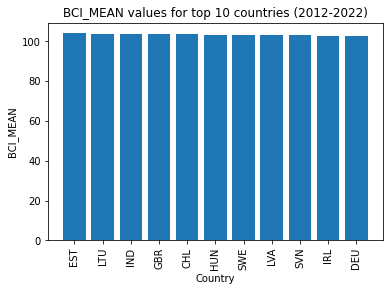 BCI_MEAN values for top 10 countries (2012-2022)
100
80
60
40
20
0
BCI_MEAN
EST
LTU
IND
GBR
CHL
HUN
SWE
LVA
SVN
IRL
DEU
Country